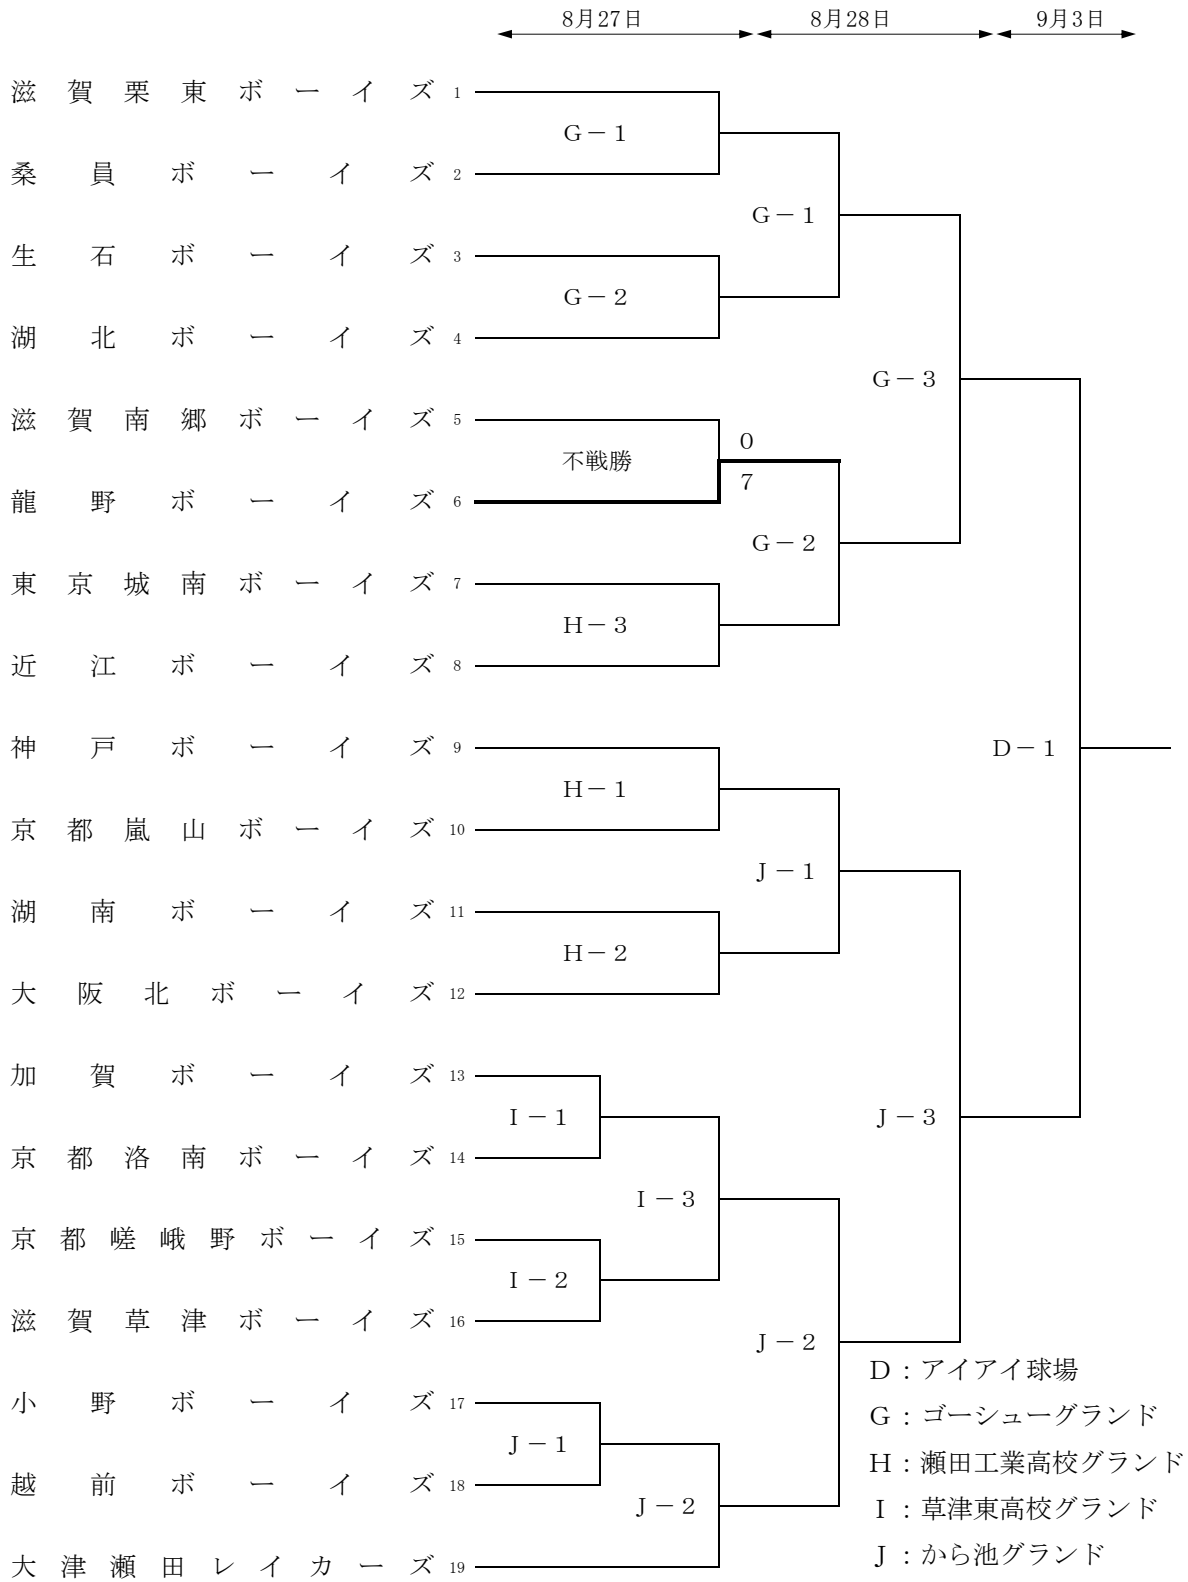 8月27日 8月28日 9月3日
滋賀栗東ボーイズ 1
G－1
桑員ボーイズ 2
G－1
生石ボーイズ 3
G－2
湖北ボーイズ 4
G－3
滋賀南郷ボーイズ 5
0
不戦勝
7
龍野ボーイズ 6
G－2
東京城南ボーイズ 7
H－3
近江ボーイズ 8
神戸ボーイズ 9
D－1
H－1
京都嵐山ボーイズ 10
J－1
湖南ボーイズ 11
H－2
大阪北ボーイズ 12
加賀ボーイズ 13
I－1
J－3
京都洛南ボーイズ 14
I－3
京都嵯峨野ボーイズ 15
I－2
滋賀草津ボーイズ 16
J－2
D：アイアイ球場
小野ボーイズ 17
G：ゴーシューグランド
J－1
H：瀬田工業高校グランド
越前ボーイズ 18
J－2
I：草津東高校グランド
J：から池グランド
大津瀬田レイカーズ 19